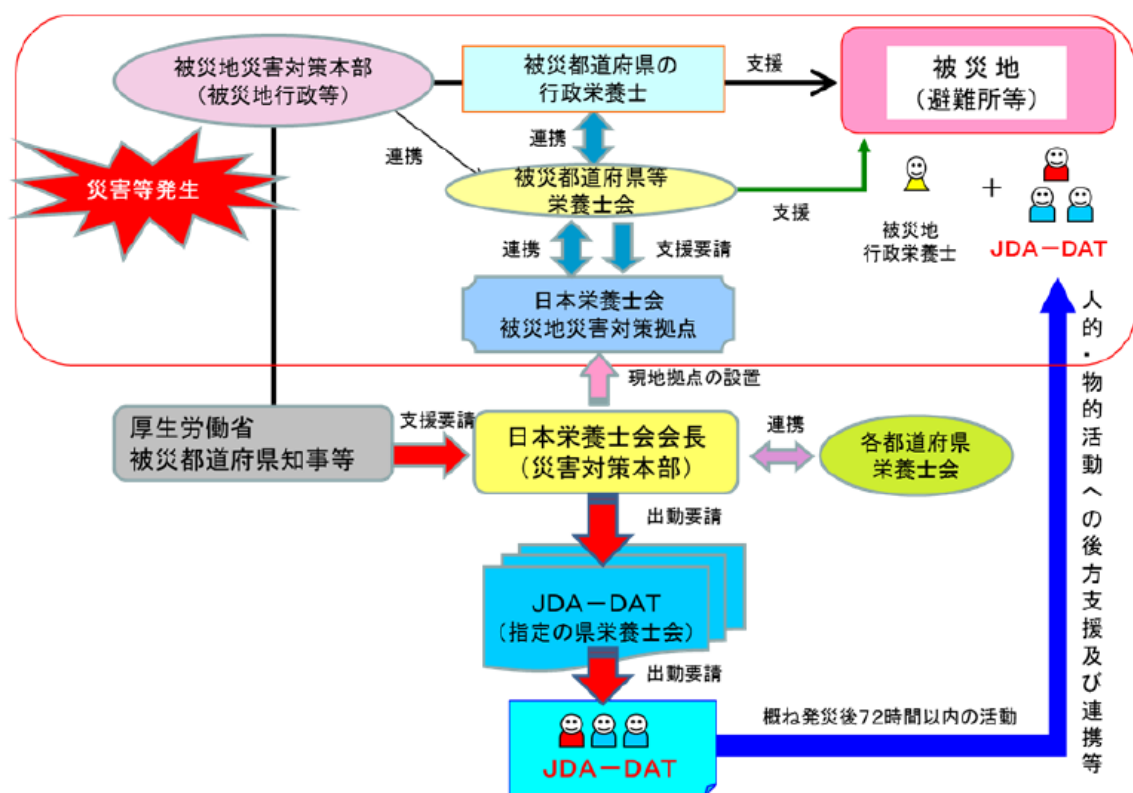 被災地災害対策本部
（被災地行政等）
被災都道府県の
行政栄養士
支援
被災地
（避難所等）
災害等発生
連携
連携
被災都道府県等
栄養士会
支援
被災地
行政栄養士
+
JDA－DAT
連携
支援要請
日本栄養士会
被災地災害対策拠点
現地拠点の設置
厚生労働省
被災都道府県知事等
支援要請
日本栄養士会会長
（災害対策本部）
連携
各都道府県
栄養士会
出動要請
JDA－DAT
（指定の県栄養士会）
出動要請
JDA－DAT
概ね発災後72時間以内の活動
人的・物的活動への後方支援及び連携等